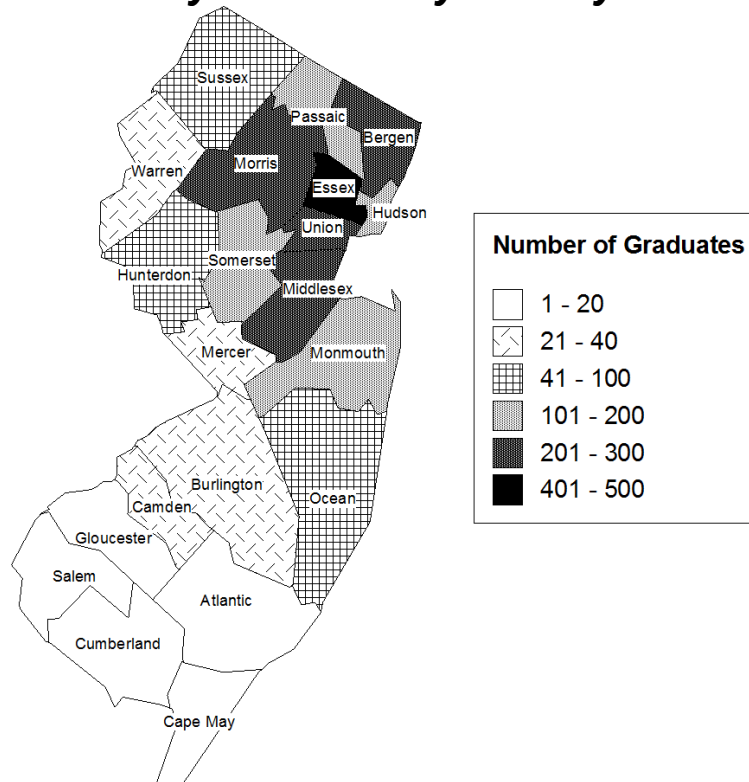 Sussex
Passaic
Bergen
Warren
Morris
Essex
Hudson
Union
Somerset
Hunterdon
Middlesex
Mercer
Monmouth
Burlington
Ocean
Camden
Gloucester
Salem
Atlantic
Cumberland
Cape May
Number of Graduates
1 - 20
21 - 40
41 - 100
101 - 200
201 - 300
401 - 500